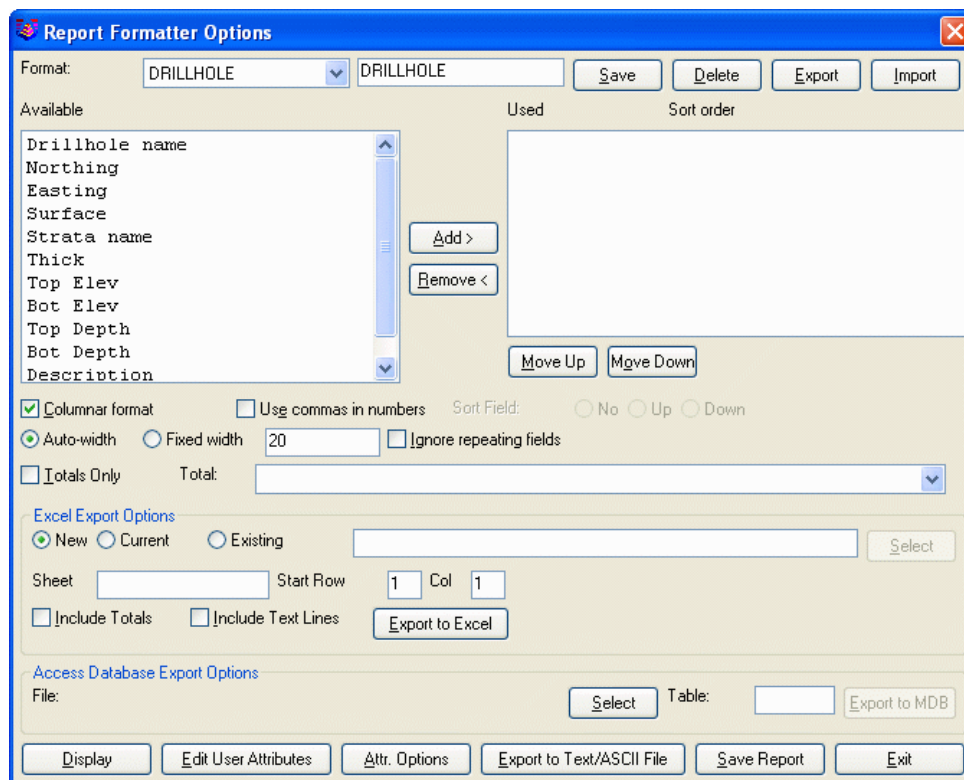 Report Formatter Options
Format: DRILLHOLE DRILLHOLE Save Delete Export Import
Available Used Sort order
Drillhole name
Northing
Easting
Surface
Strata name
Thick
Top Elev
Bot Elev
Top Depth
Bot Depth
Description
Add >
Remove <
Move Up Move Down
Columnar format Use commas in numbers Sort Field: No Up Down
Auto-width Fixed width 20 Ignore repeating fields
Totals Only Total:
Excel Export Options
New Current Existing Select
Sheet Start Row 1 Col 1
Include Totals Include Text Lines Export to Excel
Access Database Export Options
File: Select Table: Export to MDB
Display Edit User Attributes Attr. Options Export to Text/ASCII File Save Report Exit